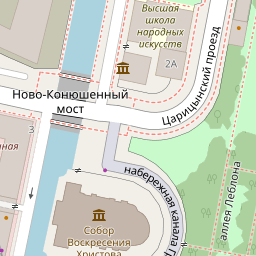 Высшая
школа
народных
искусств
2А
Царицынский проезд
Ново-Конюшенный
мост
3
набережная канала Гр
аллея Леблона
Собор
Воскресения
Христова